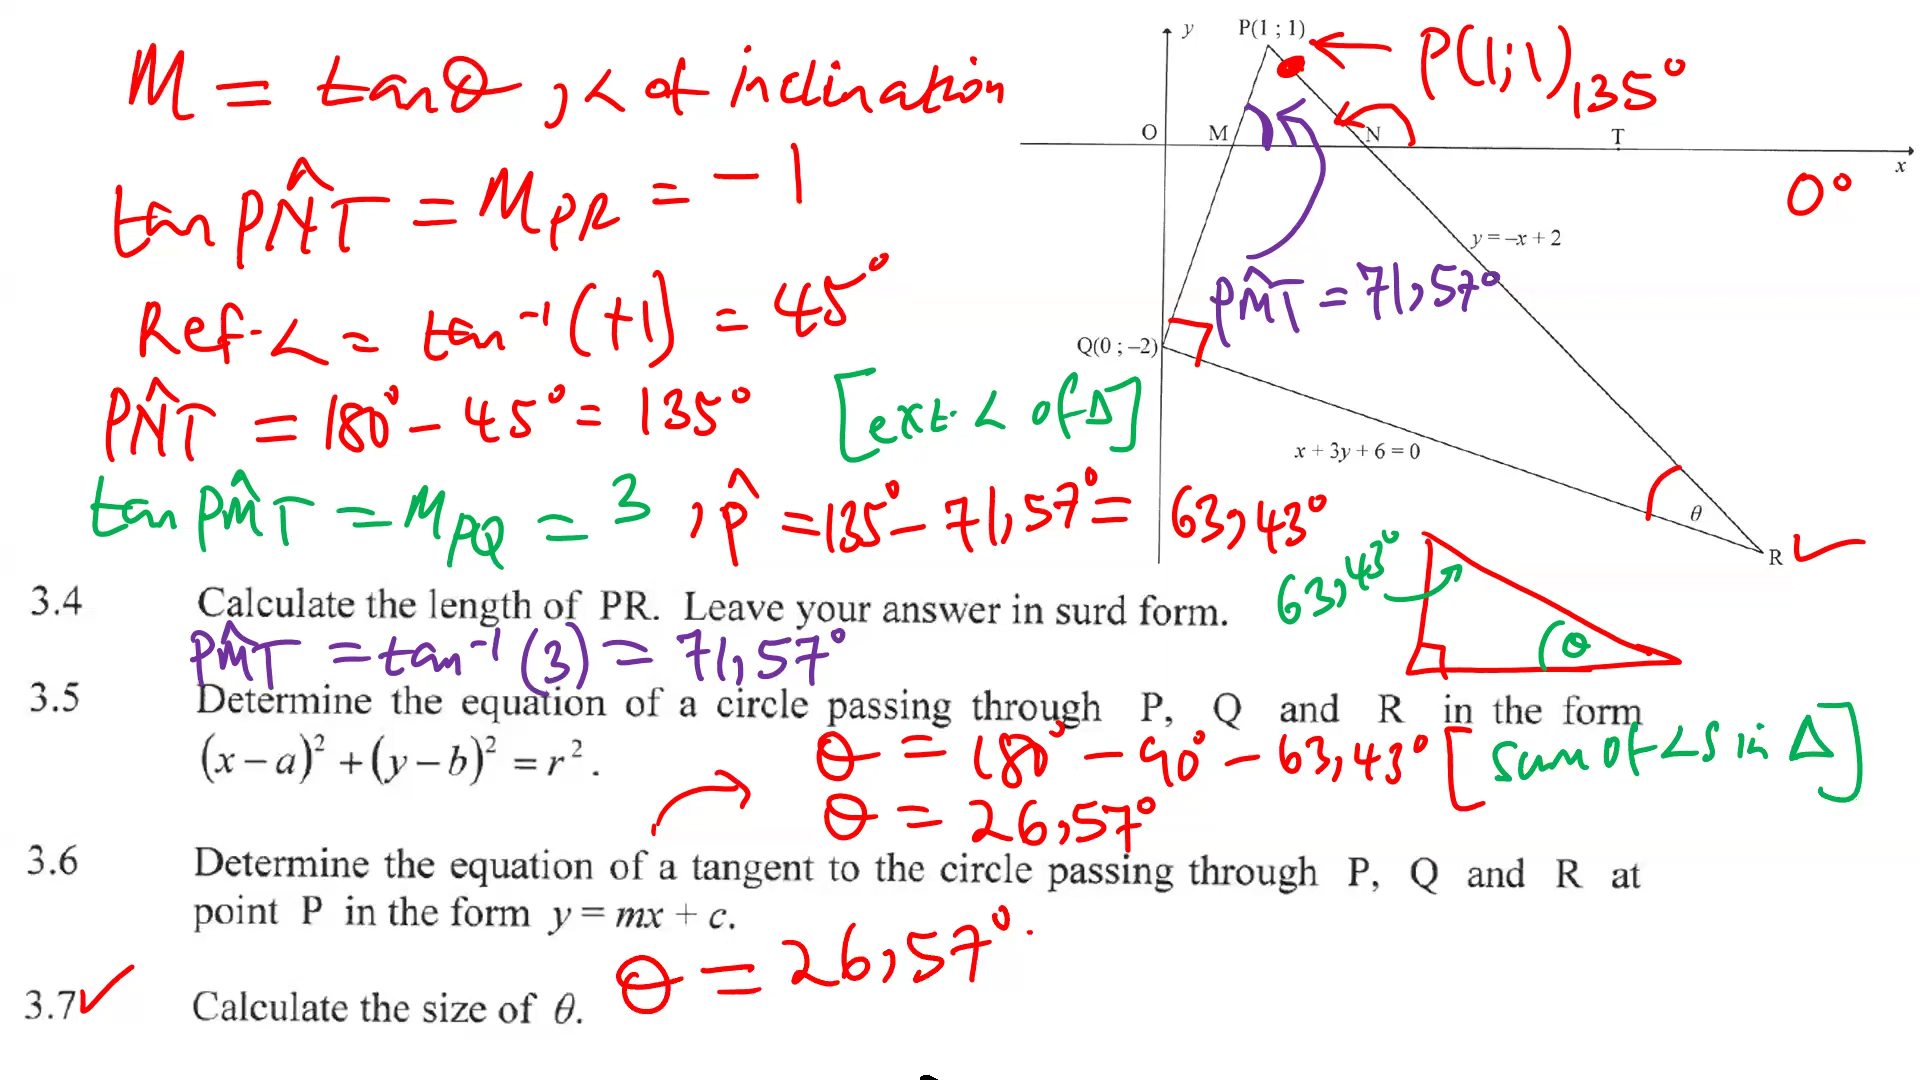 M = tanθ , ∠ of inclination
tan PN̂T = M_PR = -1
Ref. ∠ = tan⁻¹(+1) = 45°
PN̂T = 180° - 45° = 135° [ext. ∠ of Δ]
tan PM̂T = M_PQ = 3 , P̂ = 135° - 71,57° = 63,43°
y
P(1 ; 1)
P(1;1) 135°
O
M
N
T
x
0°
y = –x + 2
PM̂T = 71,57°
Q(0 ; –2)
x + 3y + 6 = 0
θ
R
63,43°
θ
3.4 Calculate the length of PR. Leave your answer in surd form.
PM̂T = tan⁻¹(3) = 71,57°
3.5 Determine the equation of a circle passing through P, Q and R in the form
(x – a)² + (y – b)² = r².
θ = 180° - 90° - 63,43° [sum of ∠s in Δ]
θ = 26,57°
3.6 Determine the equation of a tangent to the circle passing through P, Q and R at
point P in the form y = mx + c.
θ = 26,57°.
3.7 Calculate the size of θ.